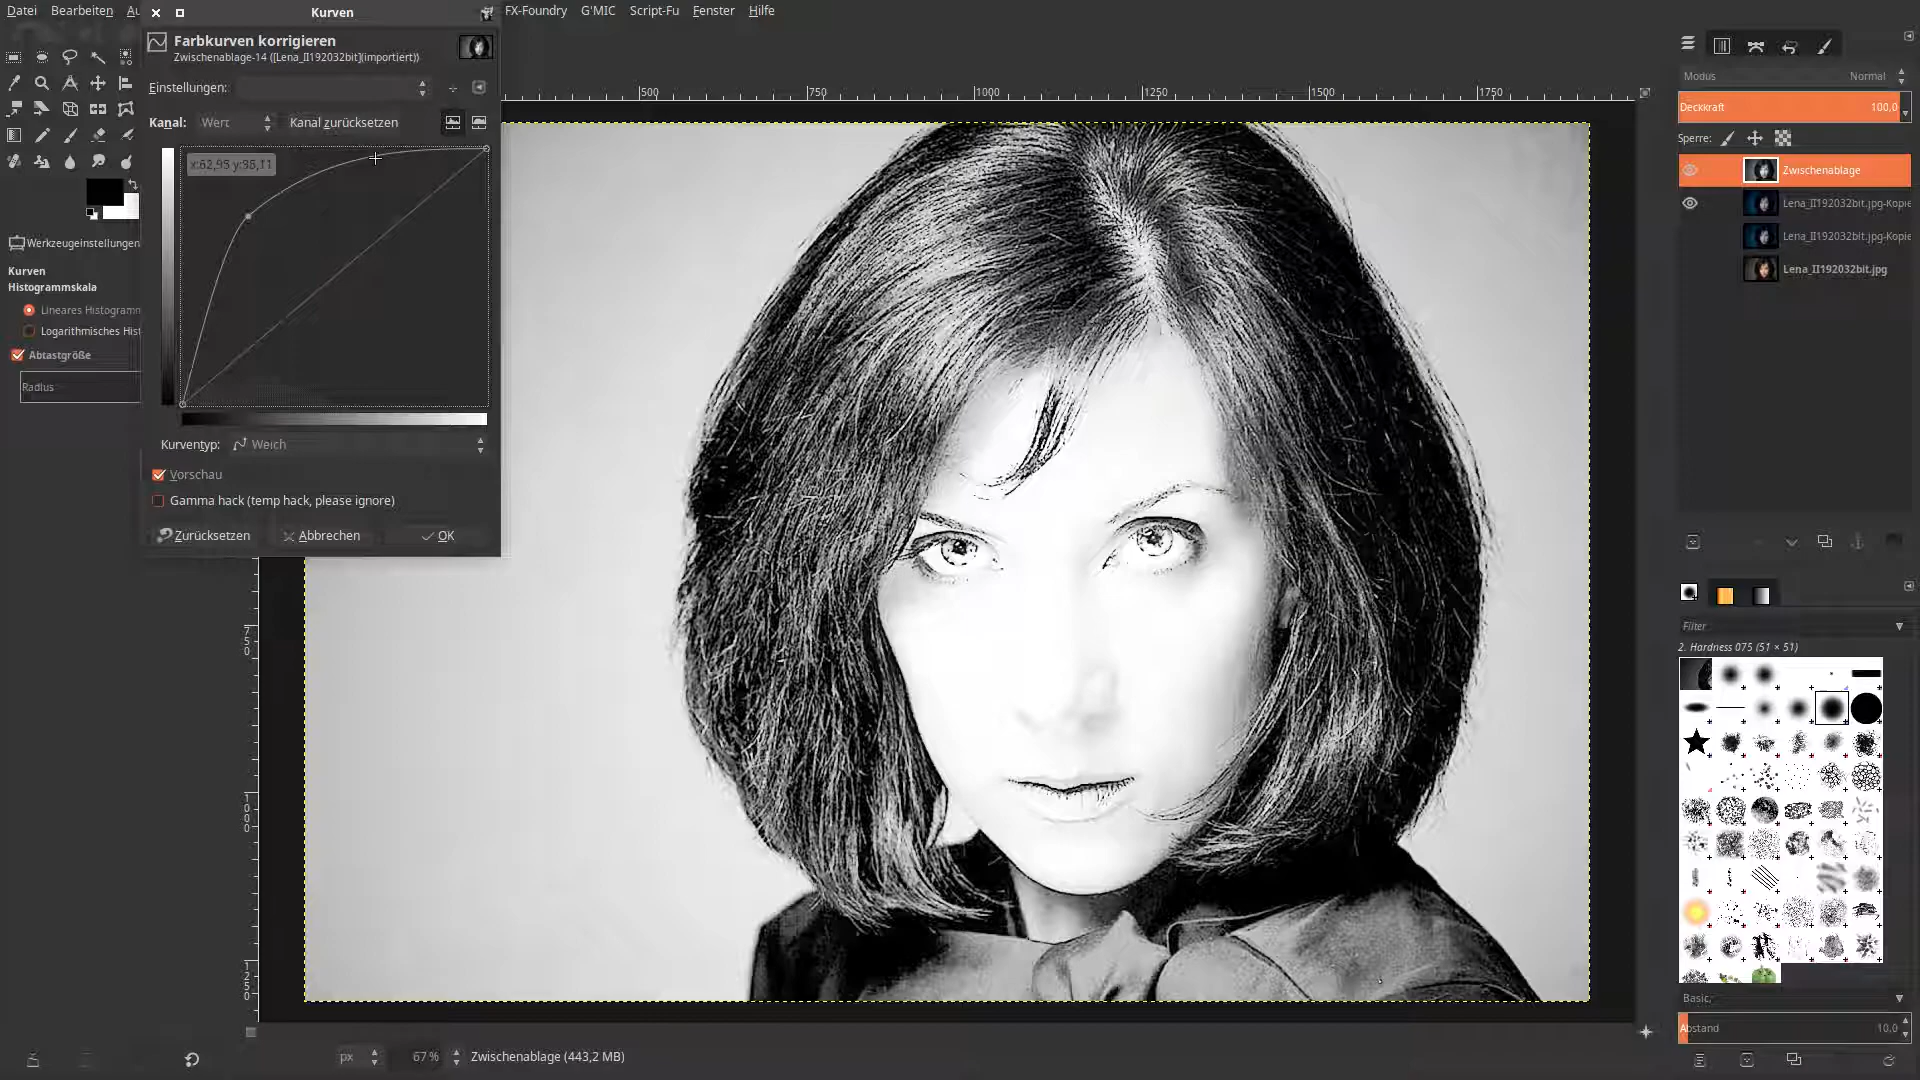 Datei Bearbeiten
Kurven
FX-Foundry G'MIC Script-Fu Fenster Hilfe
Farbkurven korrigieren
Zwischenablage-14 ([Lena_II192032bit](importiert))
Einstellungen:
Kanal: Wert Kanal zurücksetzen
500 750 1000 1250 1500 1750
Modus Normal
Deckkraft 100,0
Sperre:
Zwischenablage
Lena_II192032bit.jpg-Kopie
Lena_II192032bit.jpg-Kopie
Lena_II192032bit.jpg
Werkzeugeinstellungen
Kurven
Histogrammskala
Lineares Histogramm
Logarithmisches Hist
Abtastgröße
Radius
Kurventyp: Weich
Vorschau
Gamma hack (temp hack, please ignore)
Zurücksetzen Abbrechen OK
750
1000
1250
Filter
2. Hardness 075 (51 × 51)
Basic,
Abstand 10,0
px 67 % Zwischenablage (443,2 MB)